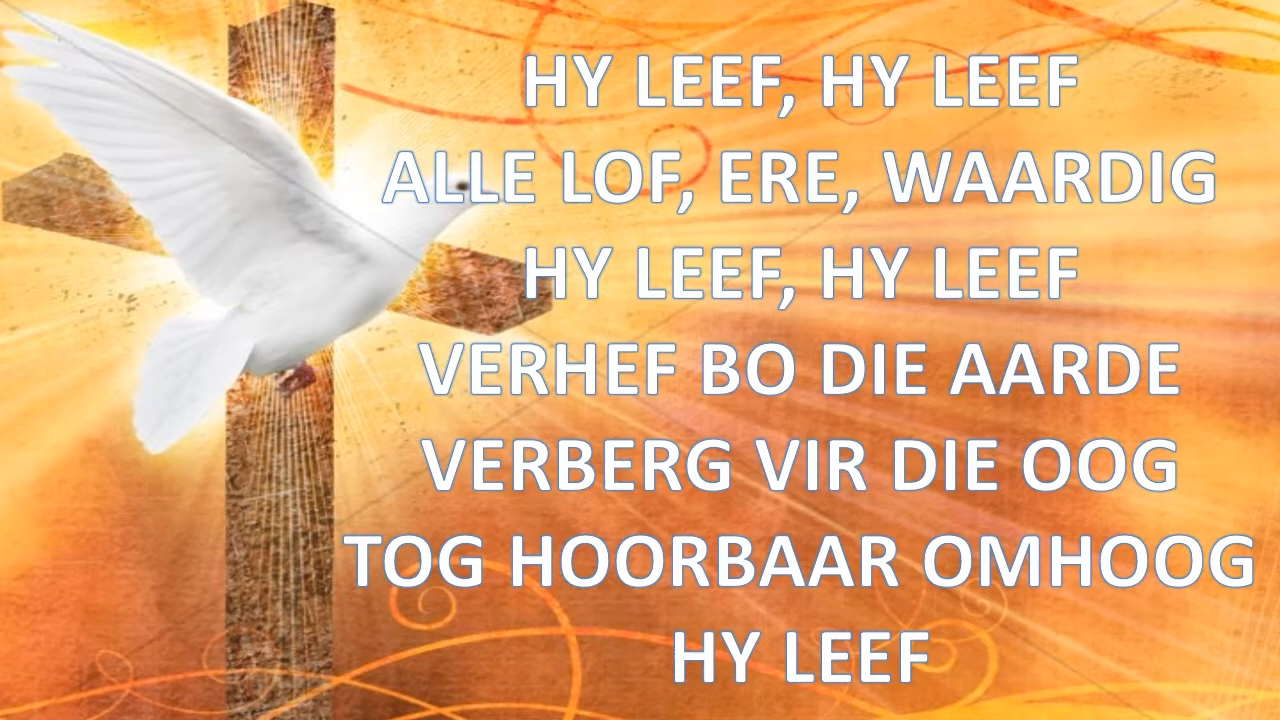 HY LEEF, HY LEEF
ALLE LOF, ERE, WAARDIG
HY LEEF, HY LEEF
VERHEF BO DIE AARDE
VERBERG VIR DIE OOG
TOG HOORBAAR OMHOOG
HY LEEF